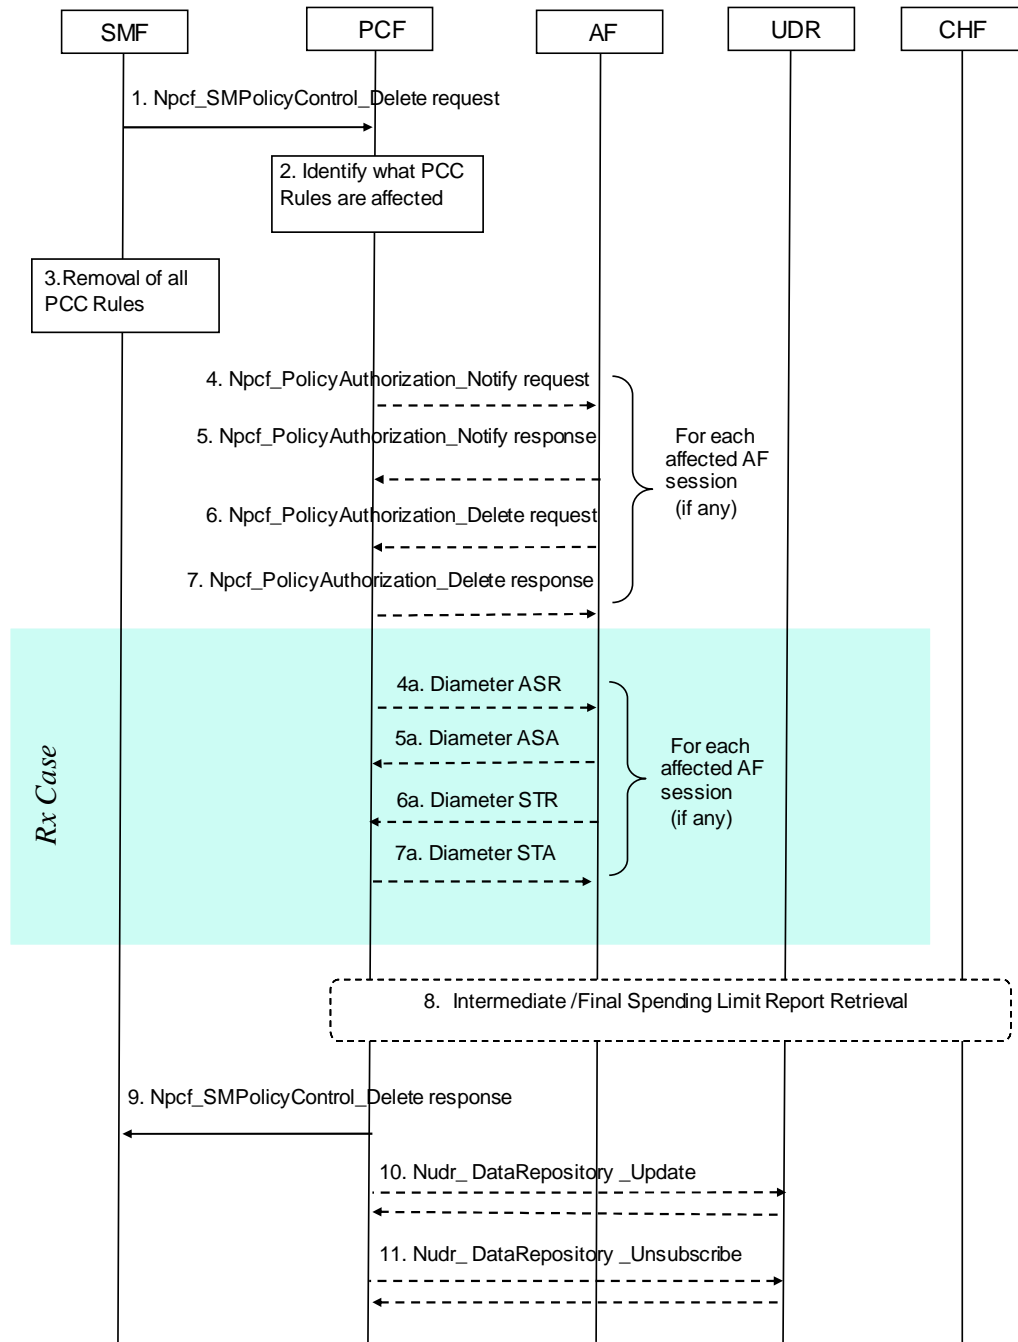 SMF
PCF
AF
UDR
CHF
1. Npcf_SMPolicyControl_Delete request
2. Identify what PCC
Rules are affected
3.Removal of all
PCC Rules
4. Npcf_PolicyAuthorization_Notify request
5. Npcf_PolicyAuthorization_Notify response
For each
affected AF
session
(if any)
6. Npcf_PolicyAuthorization_Delete request
7. Npcf_PolicyAuthorization_Delete response
Rx Case
4a. Diameter ASR
5a. Diameter ASA
For each
affected AF
session
(if any)
6a. Diameter STR
7a. Diameter STA
8. Intermediate /Final Spending Limit Report Retrieval
9. Npcf_SMPolicyControl_Delete response
10. Nudr_ DataRepository _Update
11. Nudr_ DataRepository _Unsubscribe